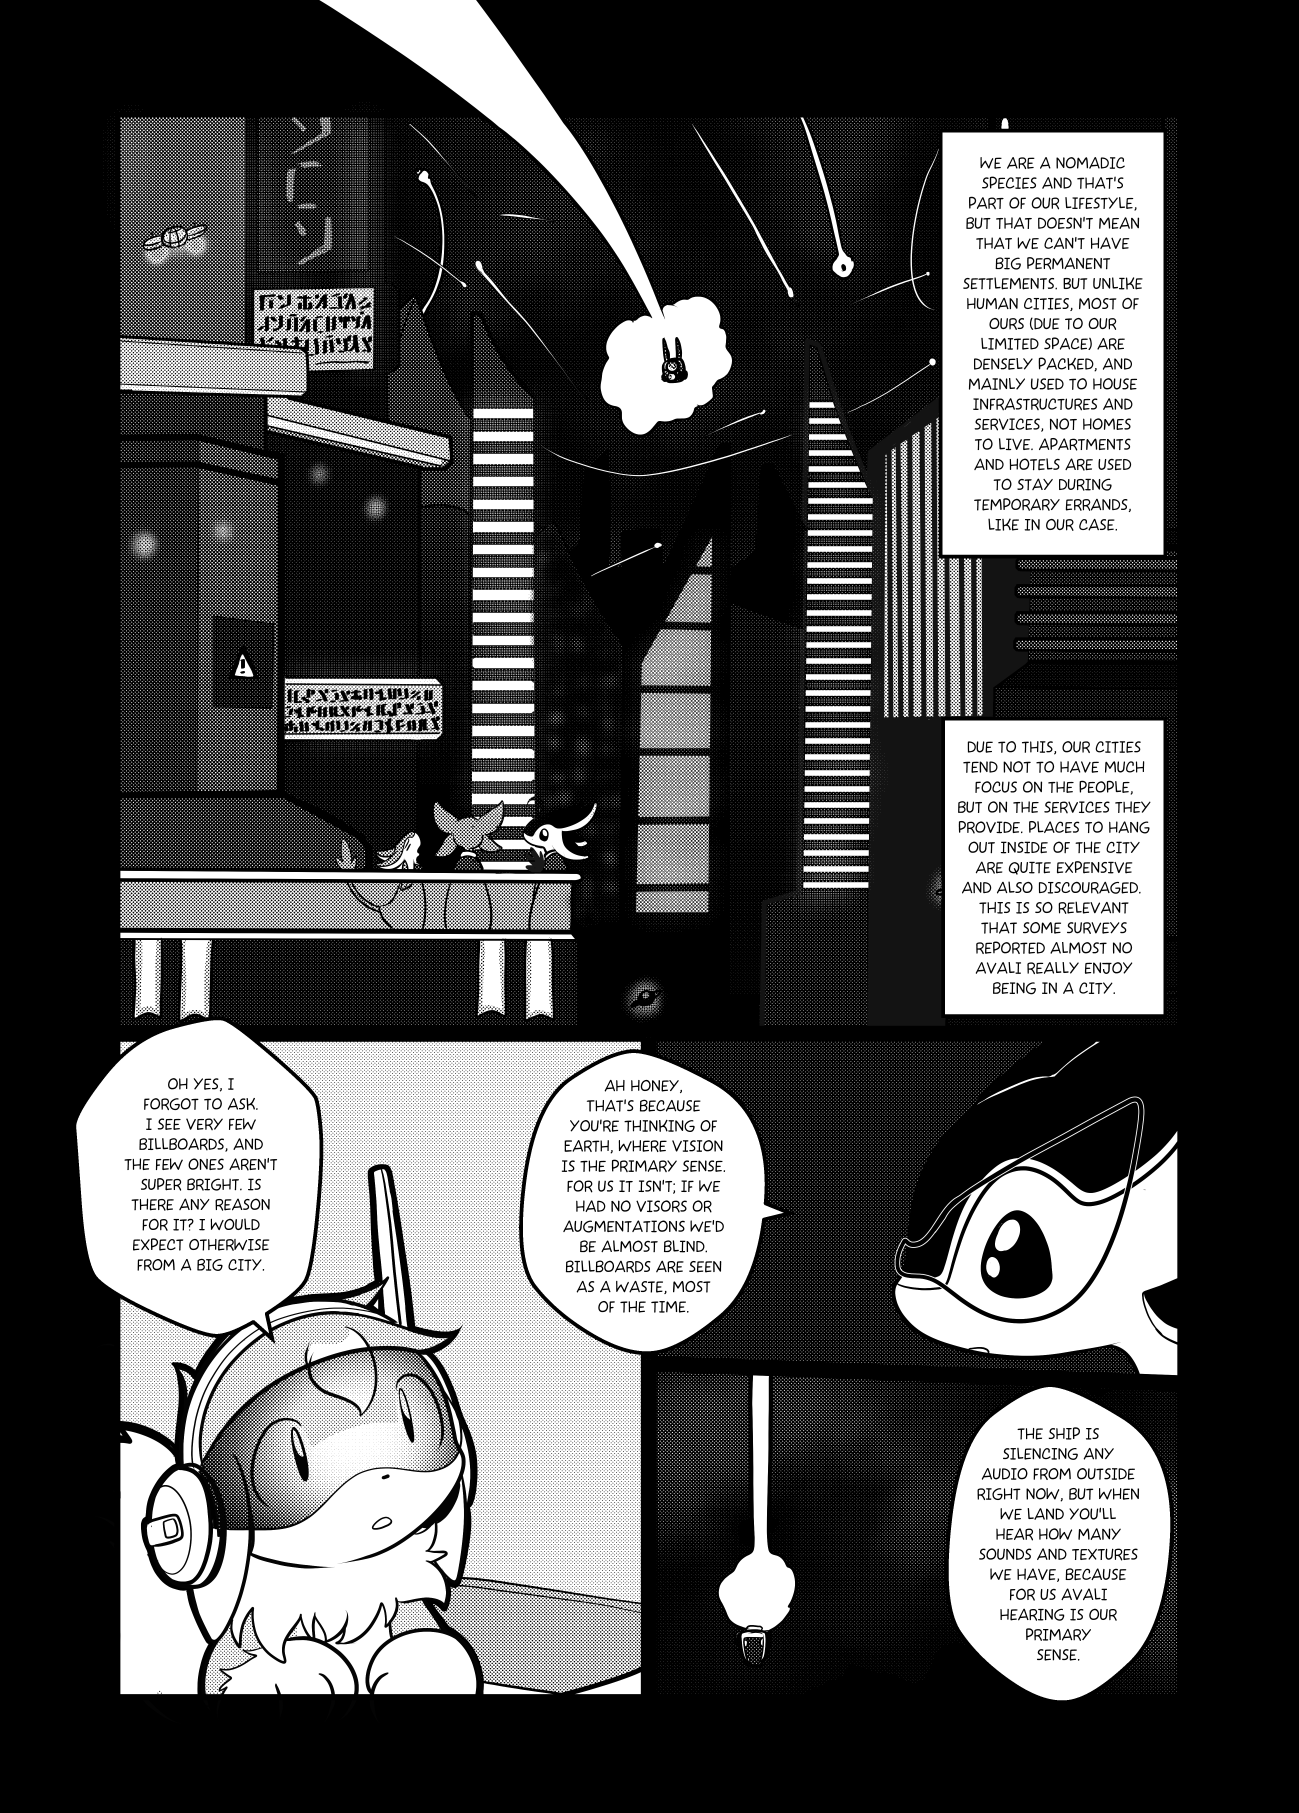 WE ARE A NOMADIC
SPECIES AND THAT'S
PART OF OUR LIFESTYLE,
BUT THAT DOESN'T MEAN
THAT WE CAN'T HAVE
BIG PERMANENT
SETTLEMENTS. BUT UNLIKE
HUMAN CITIES, MOST OF
OURS (DUE TO OUR
LIMITED SPACE) ARE
DENSELY PACKED, AND
MAINLY USED TO HOUSE
INFRASTRUCTURES AND
SERVICES, NOT HOMES
TO LIVE. APARTMENTS
AND HOTELS ARE USED
TO STAY DURING
TEMPORARY ERRANDS,
LIKE IN OUR CASE.
DUE TO THIS, OUR CITIES
TEND NOT TO HAVE MUCH
FOCUS ON THE PEOPLE,
BUT ON THE SERVICES THEY
PROVIDE. PLACES TO HANG
OUT INSIDE OF THE CITY
ARE QUITE EXPENSIVE
AND ALSO DISCOURAGED.
THIS IS SO RELEVANT
THAT SOME SURVEYS
REPORTED ALMOST NO
AVALI REALLY ENJOY
BEING IN A CITY.
OH YES, I
FORGOT TO ASK.
I SEE VERY FEW
BILLBOARDS, AND
THE FEW ONES AREN'T
SUPER BRIGHT. IS
THERE ANY REASON
FOR IT? I WOULD
EXPECT OTHERWISE
FROM A BIG CITY.
AH HONEY,
THAT'S BECAUSE
YOU'RE THINKING OF
EARTH, WHERE VISION
IS THE PRIMARY SENSE.
FOR US IT ISN'T; IF WE
HAD NO VISORS OR
AUGMENTATIONS WE'D
BE ALMOST BLIND.
BILLBOARDS ARE SEEN
AS A WASTE, MOST
OF THE TIME.
THE SHIP IS
SILENCING ANY
AUDIO FROM OUTSIDE
RIGHT NOW, BUT WHEN
WE LAND YOU'LL
HEAR HOW MANY
SOUNDS AND TEXTURES
WE HAVE, BECAUSE
FOR US AVALI
HEARING IS OUR
PRIMARY
SENSE.